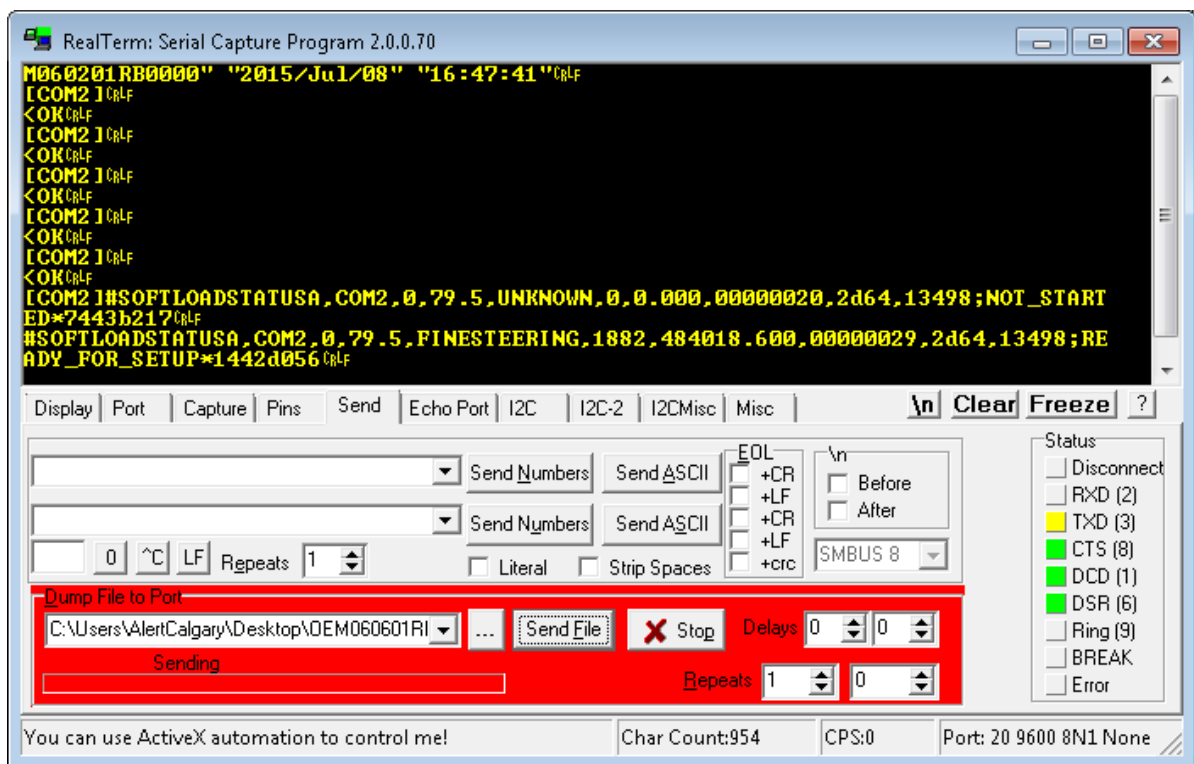 RealTerm: Serial Capture Program 2.0.0.70
M060201RB0000" "2015/Jul/08" "16:47:41"CRLF
[COM2]CRLF
<OKCRLF
[COM2]CRLF
<OKCRLF
[COM2]CRLF
<OKCRLF
[COM2]CRLF
<OKCRLF
[COM2]CRLF
<OKCRLF
[COM2]#SOFTLOADSTATUSA,COM2,0,79.5,UNKNOWN,0,0.000,00000020,2d64,13498;NOT_START
ED*7443b217CRLF
#SOFTLOADSTATUSA,COM2,0,79.5,FINESTEERING,1882,484018.600,00000029,2d64,13498;RE
ADY_FOR_SETUP*1442d056CRLF
Display Port Capture Pins Send Echo Port I2C I2C-2 I2CMisc Misc \n Clear Freeze ?
Send Numbers Send ASCII
EOL
+CR
+LF
+CR
+LF
+crc
\n
Before
After
Send Numbers Send ASCII
0 ^C LF Repeats 1
Literal Strip Spaces
SMBUS 8
Dump File to Port
C:\Users\AlertCalgary\Desktop\OEM060601RI ... Send File Stop Delays 0 0
Sending
Repeats 1 0
Status
Disconnect
RXD (2)
TXD (3)
CTS (8)
DCD (1)
DSR (6)
Ring (9)
BREAK
Error
You can use ActiveX automation to control me! Char Count:954 CPS:0 Port: 20 9600 8N1 None